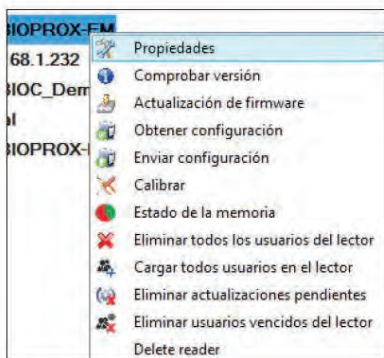 BIOPROX-EM
68.1.232
BIOC_Dem
al
BIOPROX-
Propiedades
Comprobar versión
Actualización de firmware
Obtener configuración
Enviar configuración
Calibrar
Estado de la memoria
Eliminar todos los usuarios del lector
Cargar todos usuarios en el lector
Eliminar actualizaciones pendientes
Eliminar usuarios vencidos del lector
Delete reader